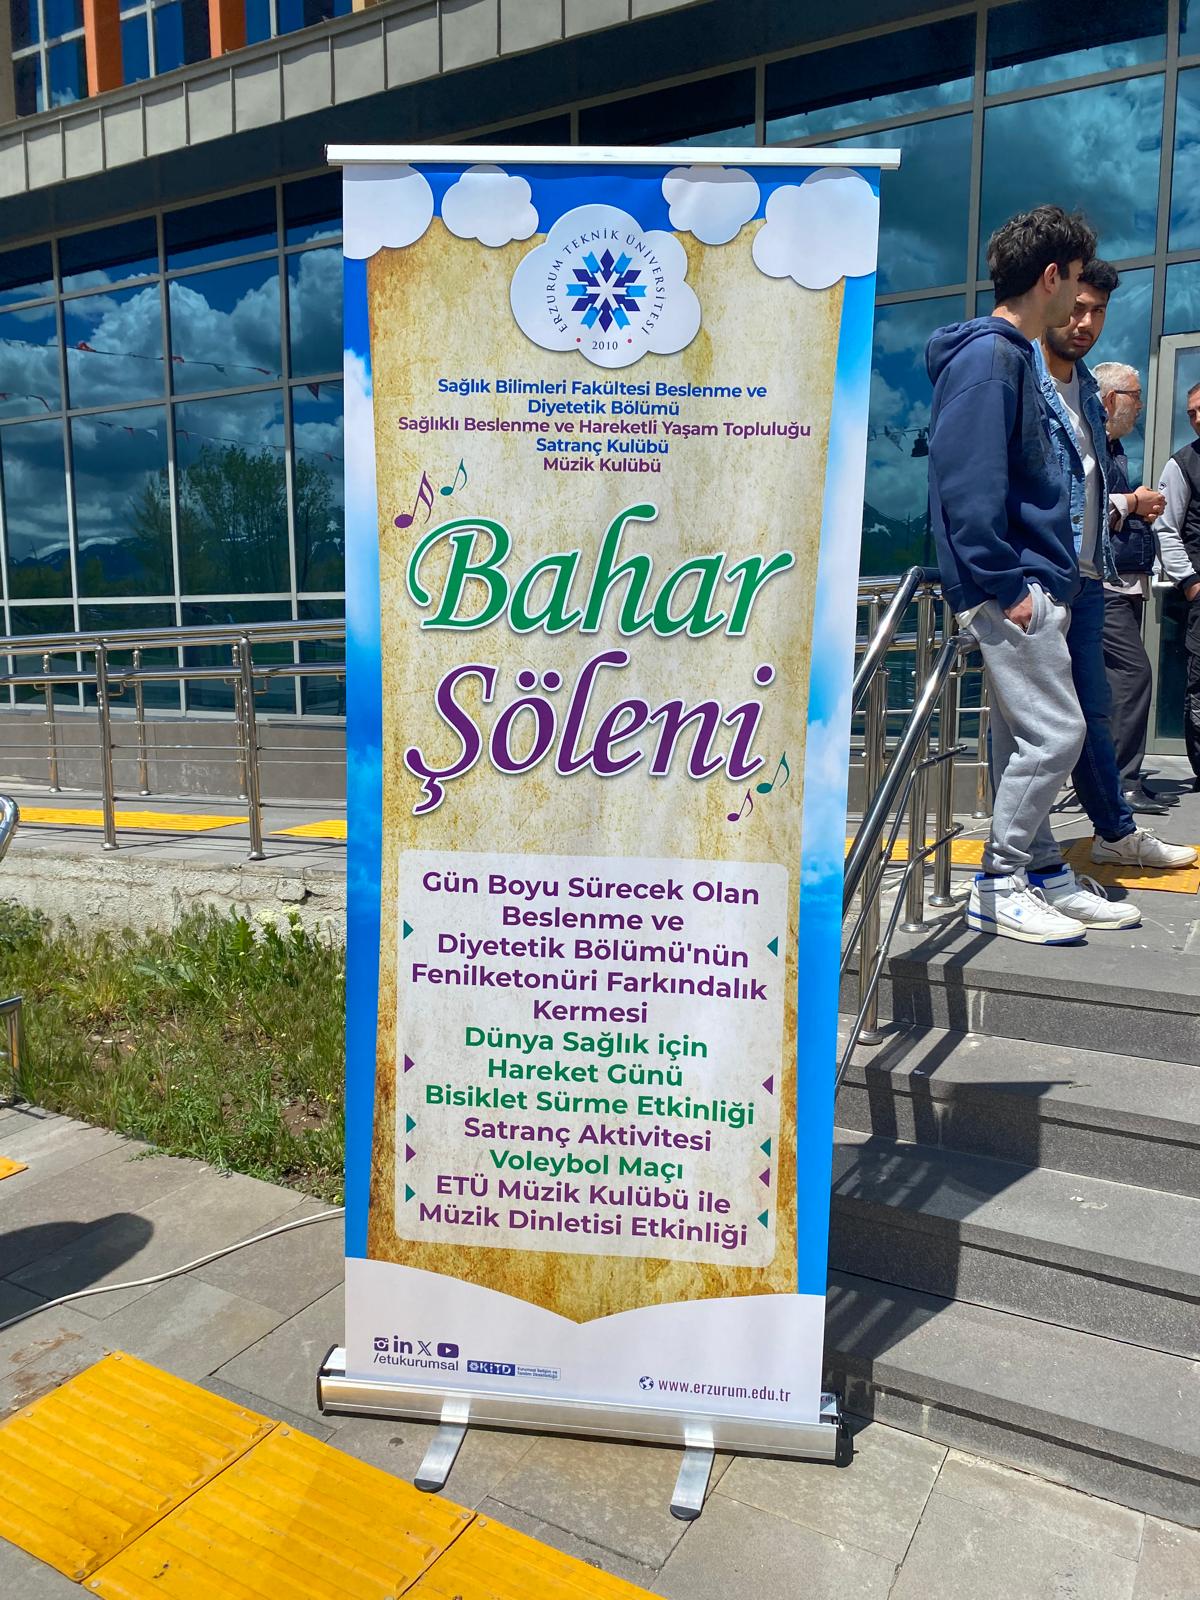 ERZURUM TEKNİK ÜNİVERSİTESİ
2010
Sağlık Bilimleri Fakültesi Beslenme ve
Diyetetik Bölümü
Sağlıklı Beslenme ve Hareketli Yaşam Topluluğu
Satranç Kulübü
Müzik Kulübü
Bahar
Şöleni
Gün Boyu Sürecek Olan
Beslenme ve
Diyetetik Bölümü'nün
Fenilketonüri Farkındalık
Kermesi
Dünya Sağlık için
Hareket Günü
Bisiklet Sürme Etkinliği
Satranç Aktivitesi
Voleybol Maçı
ETÜ Müzik Kulübü ile
Müzik Dinletisi Etkinliği
in X
/etukurumsal
KİTD
www.erzurum.edu.tr